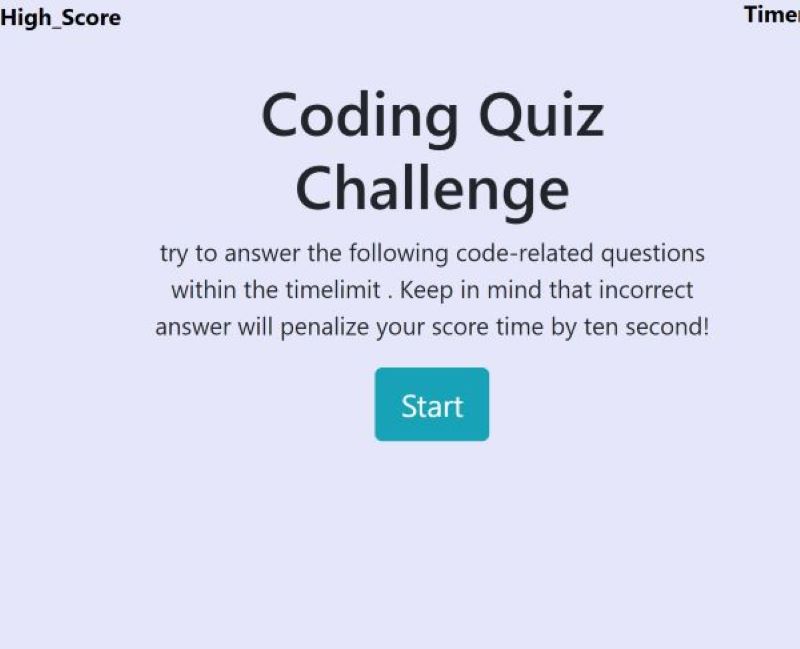 High_Score
Timer
Coding Quiz
Challenge
try to answer the following code-related questions
within the timelimit . Keep in mind that incorrect
answer will penalize your score time by ten second!
Start